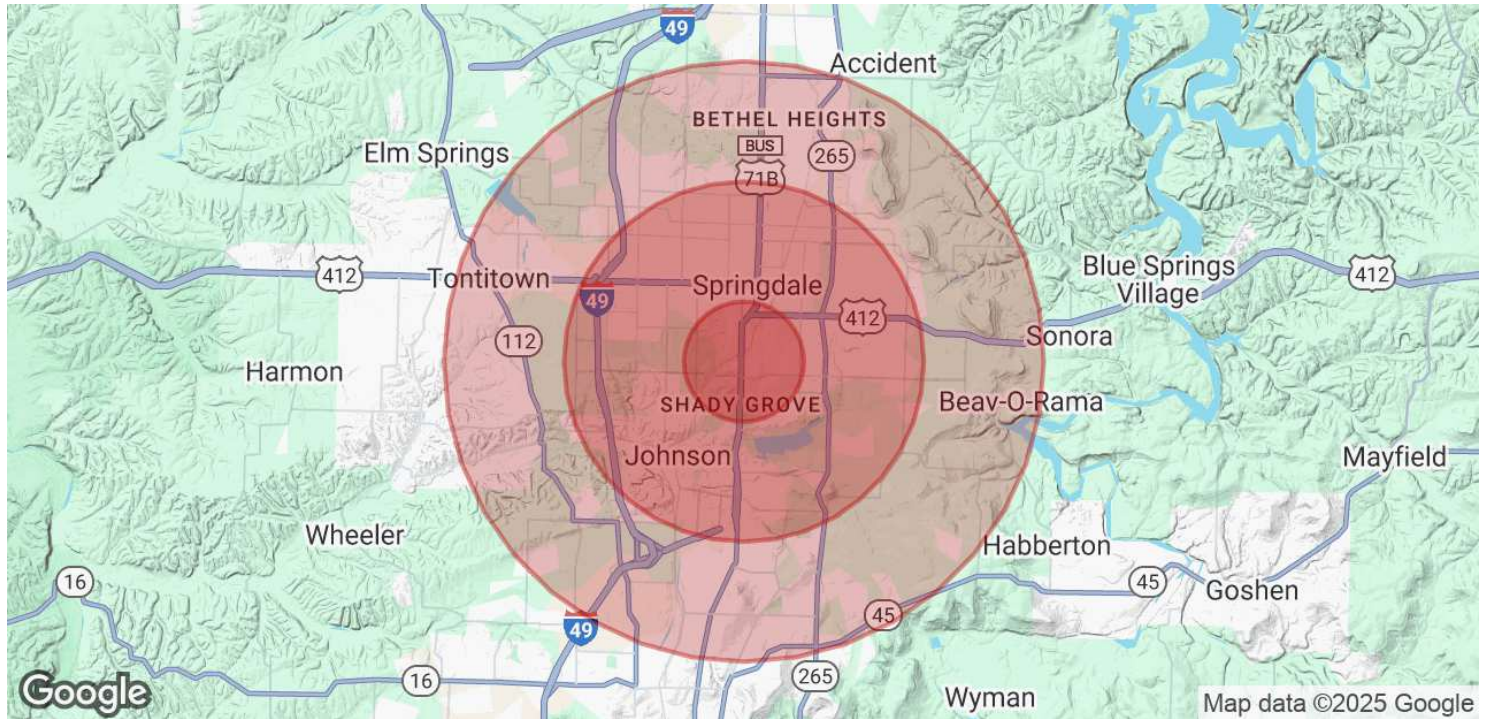 49
Accident
BETHEL HEIGHTS
BUS
71B
265
Elm Springs
412
Tontitown
49
Springdale
412
Blue Springs
Village
412
112
Sonora
Harmon
SHADY GROVE
Beav-O-Rama
Johnson
Mayfield
Wheeler
Habberton
16
45
Goshen
45
49
16
265
Wyman
Google
Map data ©2025 Google